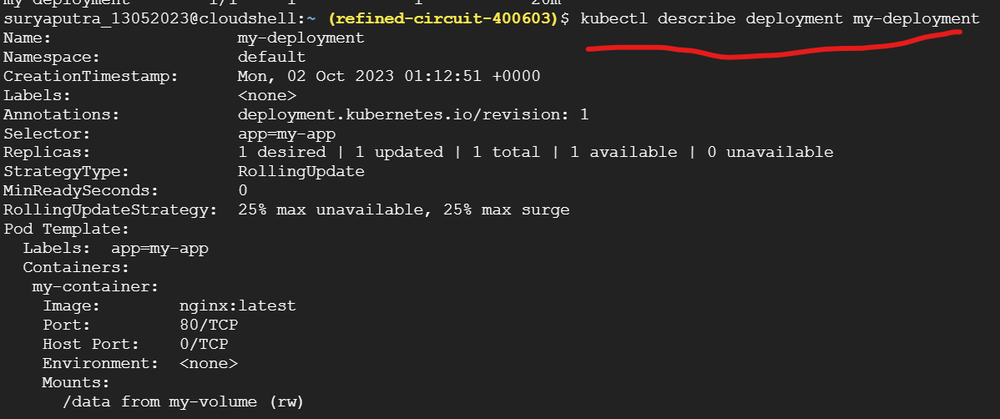 my-deployment 1/1 1 1 20m
suryaputra_13052023@cloudshell:~ (refined-circuit-400603)$ kubectl describe deployment my-deployment
Name: my-deployment
Namespace: default
CreationTimestamp: Mon, 02 Oct 2023 01:12:51 +0000
Labels: <none>
Annotations: deployment.kubernetes.io/revision: 1
Selector: app=my-app
Replicas: 1 desired | 1 updated | 1 total | 1 available | 0 unavailable
StrategyType: RollingUpdate
MinReadySeconds: 0
RollingUpdateStrategy: 25% max unavailable, 25% max surge
Pod Template:
Labels: app=my-app
Containers:
my-container:
Image: nginx:latest
Port: 80/TCP
Host Port: 0/TCP
Environment: <none>
Mounts:
/data from my-volume (rw)